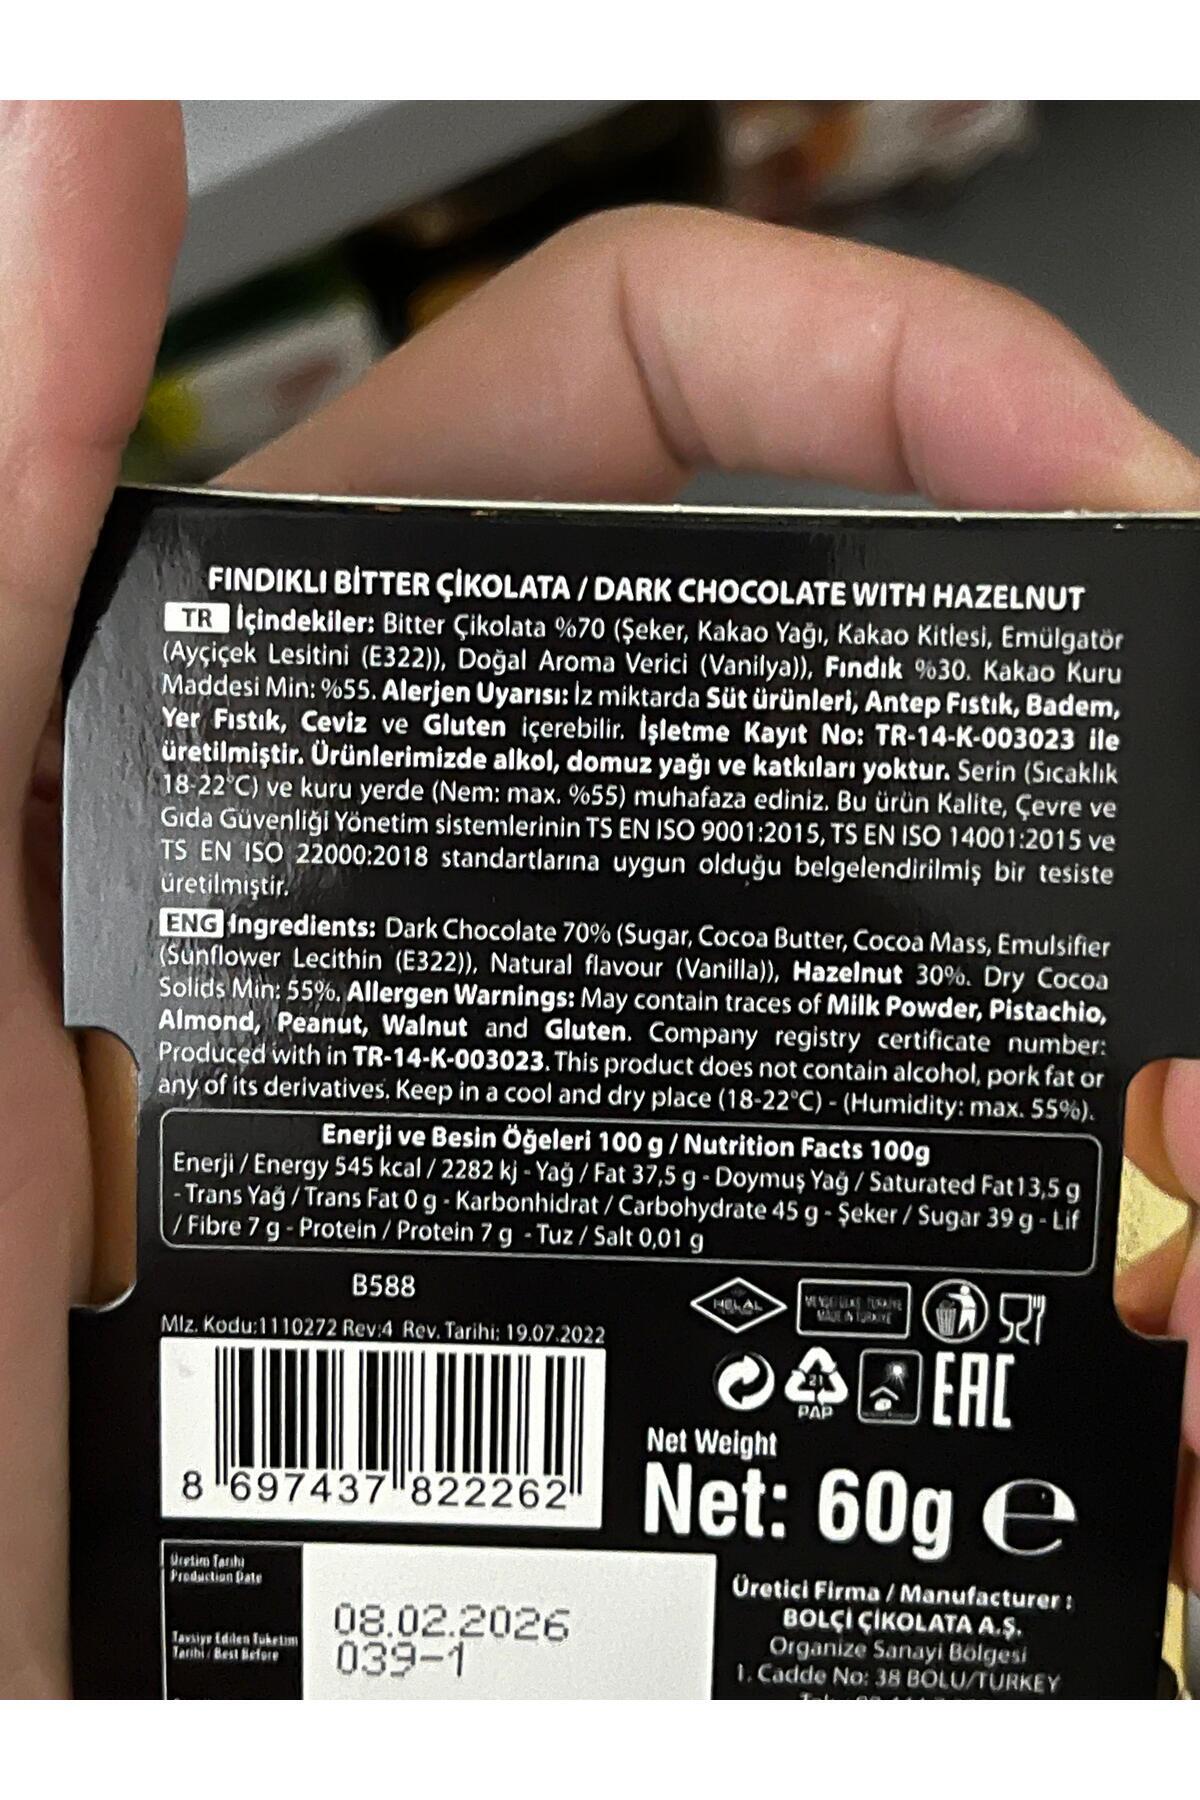 FINDIKLI BİTTER ÇİKOLATA / DARK CHOCOLATE WITH HAZELNUT
TR İçindekiler: Bitter Çikolata %70 (Şeker, Kakao Yağı, Kakao Kitlesi, Emülgatör
(Ayçiçek Lesitini (E322)), Doğal Aroma Verici (Vanilya)), Fındık %30. Kakao Kuru
Maddesi Min: %55. Alerjen Uyarısı: İz miktarda Süt ürünleri, Antep Fıstık, Badem,
Yer Fıstık, Ceviz ve Gluten içerebilir. İşletme Kayıt No: TR-14-K-003023 ile
üretilmiştir. Ürünlerimizde alkol, domuz yağı ve katkıları yoktur. Serin (Sıcaklık
18-22°C) ve kuru yerde (Nem: max. %55) muhafaza ediniz. Bu ürün Kalite, Çevre ve
Gıda Güvenliği Yönetim sistemlerinin TS EN ISO 9001:2015, TS EN ISO 14001:2015 ve
TS EN ISO 22000:2018 standartlarına uygun olduğu belgelendirilmiş bir tesiste
üretilmiştir.
ENG Ingredients: Dark Chocolate 70% (Sugar, Cocoa Butter, Cocoa Mass, Emulsifier
(Sunflower Lecithin (E322)), Natural flavour (Vanilla)), Hazelnut 30%. Dry Cocoa
Solids Min: 55%. Allergen Warnings: May contain traces of Milk Powder, Pistachio,
Almond, Peanut, Walnut and Gluten. Company registry certificate number:
Produced with in TR-14-K-003023. This product does not contain alcohol, pork fat or
any of its derivatives. Keep in a cool and dry place (18-22°C) - (Humidity: max. 55%).
Enerji ve Besin Öğeleri 100 g / Nutrition Facts 100g
Enerji / Energy 545 kcal / 2282 kj - Yağ / Fat 37,5 g - Doymuş Yağ / Saturated Fat 13,5 g
- Trans Yağ / Trans Fat 0 g - Karbonhidrat / Carbohydrate 45 g - Şeker / Sugar 39 g - Lif
/ Fibre 7 g - Protein / Protein 7 g - Tuz / Salt 0,01 g
B588
Mlz. Kodu:1110272 Rev:4 Rev. Tarihi: 19.07.2022
HELAL
MENŞEİ ÜLKE TÜRKİYE
MADE IN TÜRKİYE
21
PAP
EAC
8 697437 822262
Net Weight
Net: 60g e
Üretim Tarihi
Production Date
Tavsiye Edilen Tüketim
Tarihi / Best Before
08.02.2026
039-1
Üretici Firma / Manufacturer :
BOLÇİ ÇİKOLATA A.Ş.
Organize Sanayi Bölgesi
1. Cadde No: 38 BOLU/TURKEY